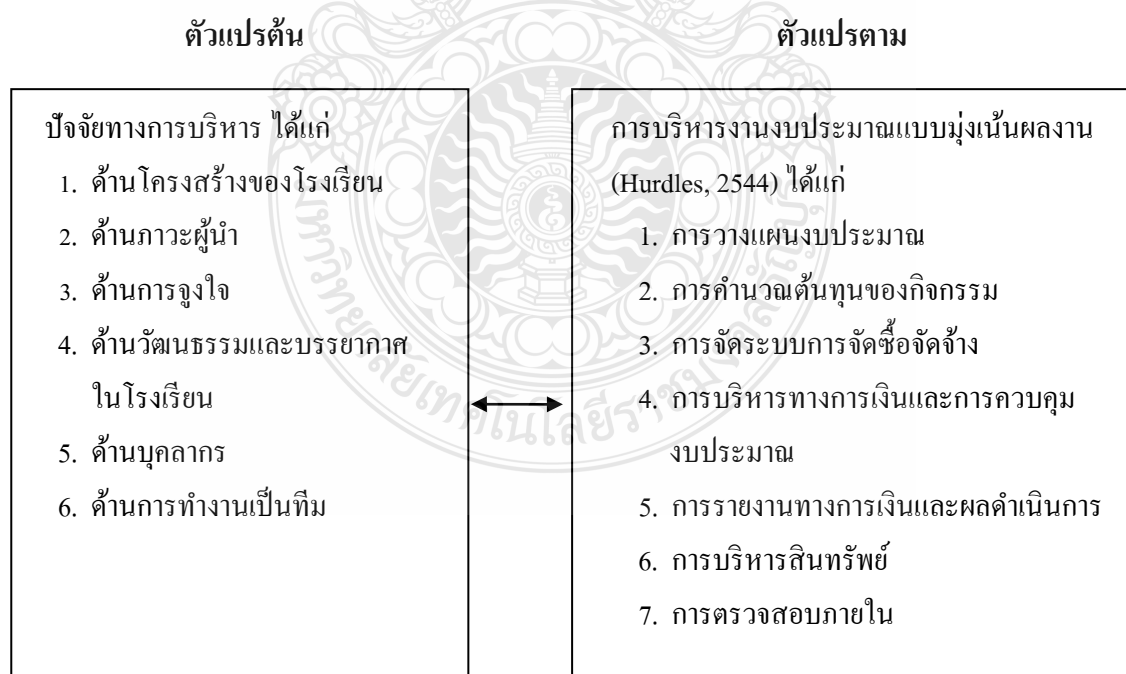 ตัวแปรต้น
ตัวแปรตาม
ปัจจัยทางการบริหาร ได้แก่
1. ด้านโครงสร้างของโรงเรียน
2. ด้านภาวะผู้นำ
3. ด้านการจูงใจ
4. ด้านวัฒนธรรมและบรรยากาศ
ในโรงเรียน
5. ด้านบุคลากร
6. ด้านการทำงานเป็นทีม
การบริหารงานงบประมาณแบบมุ่งเน้นผลงาน
(Hurdles, 2544) ได้แก่
1. การวางแผนงบประมาณ
2. การคำนวณต้นทุนของกิจกรรม
3. การจัดระบบการจัดซื้อจัดจ้าง
4. การบริหารทางการเงินและการควบคุม
งบประมาณ
5. การรายงานทางการเงินและผลดำเนินการ
6. การบริหารสินทรัพย์
7. การตรวจสอบภายใน